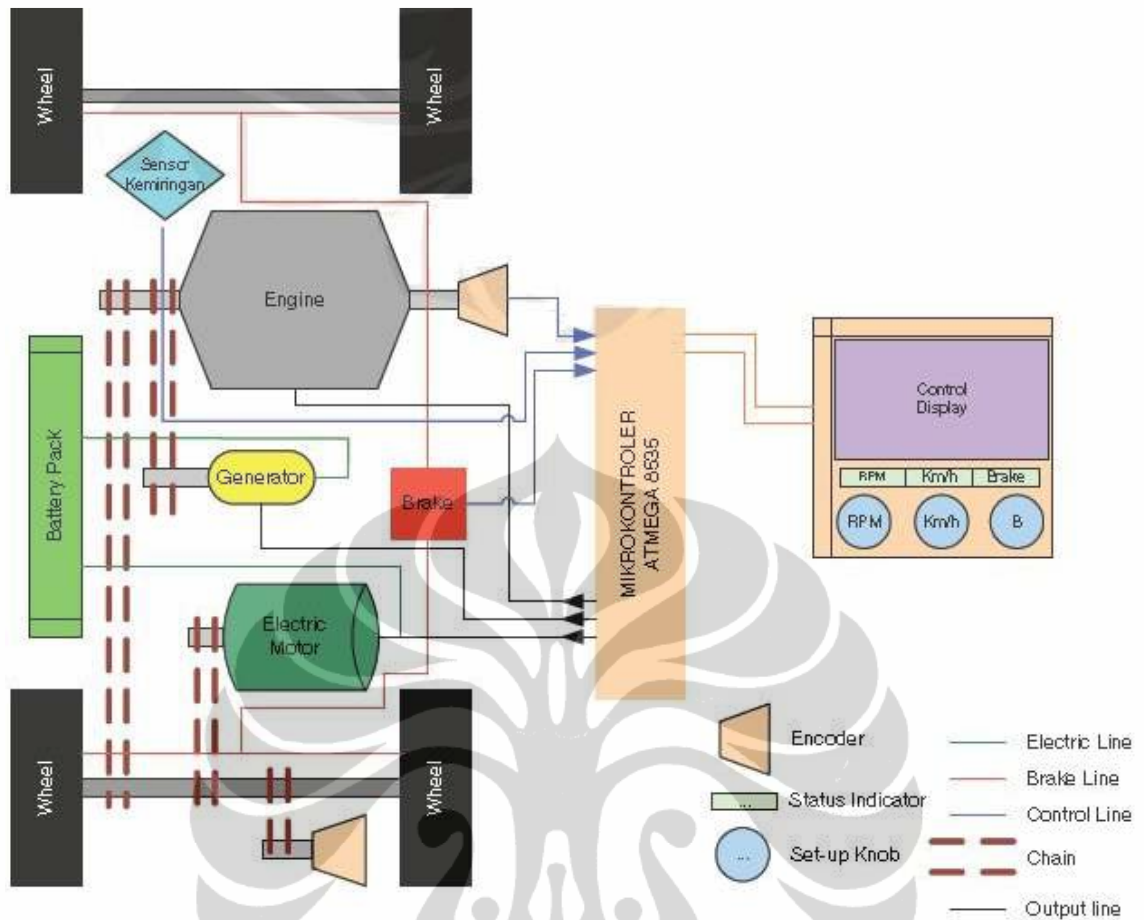 Wheel
Wheel
Sensor
Kemiringan
Engine
Battery Pack
Generator
Brake
MIKROKONTROLER
ATMEGA 8535
Control
Display
RPM
Km/h
Brake
RPM
Km/h
B
Electric
Motor
Wheel
Wheel
...
Encoder
Status Indicator
...
Set-up Knob
Electric Line
Brake Line
Control Line
Chain
Output line